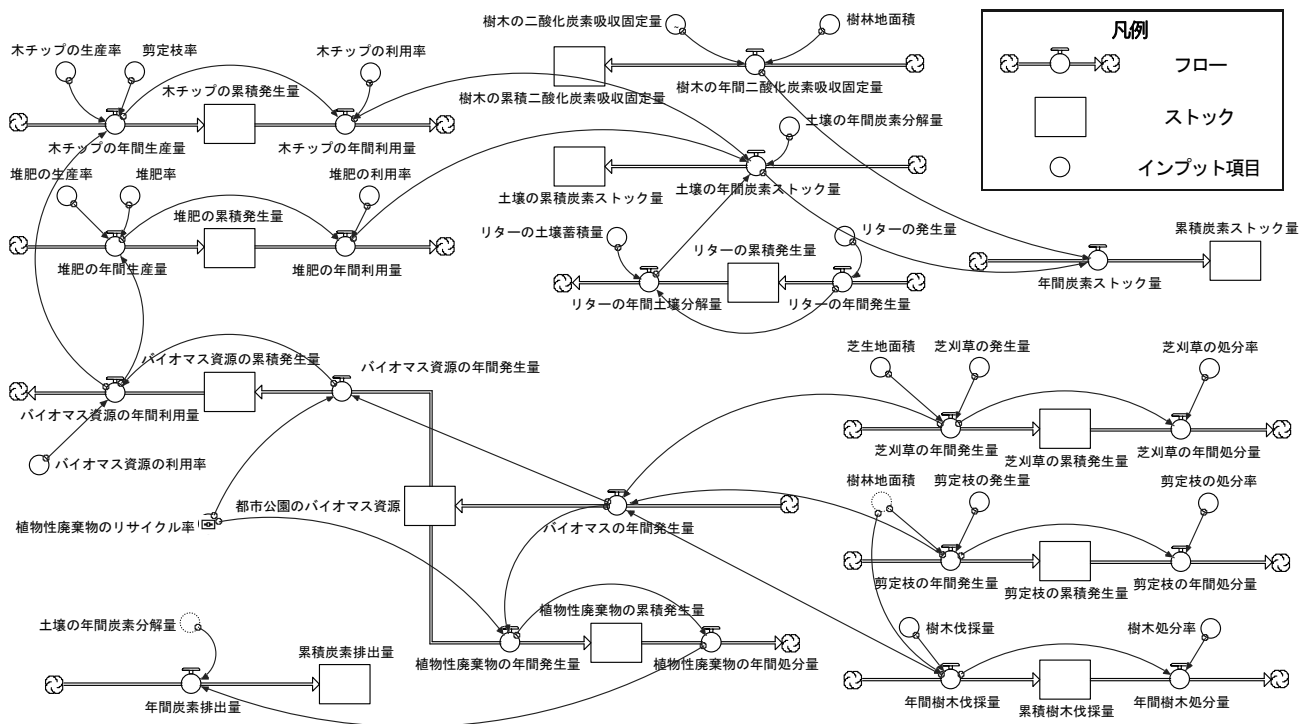 木チップの生産率
剪定枝率
木チップの利用率
木チップの累積発生量
木チップの年間生産量
木チップの年間利用量
堆肥の生産率
堆肥率
堆肥の利用率
堆肥の累積発生量
堆肥の年間生産量
堆肥の年間利用量
樹木の二酸化炭素吸収固定量
樹林地面積
樹木の年間二酸化炭素吸収固定量
樹木の累積二酸化炭素吸収固定量
土壌の年間炭素分解量
土壌の累積炭素ストック量
土壌の年間炭素ストック量
リターの土壌蓄積量
リターの発生量
リターの累積発生量
リターの年間土壌分解量
リターの年間発生量
凡例
フロー
ストック
インプット項目
累積炭素ストック量
年間炭素ストック量
バイオマス資源の累積発生量
バイオマス資源の年間発生量
バイオマス資源の年間利用量
バイオマス資源の利用率
都市公園のバイオマス資源
植物性廃棄物のリサイクル率
バイオマスの年間発生量
芝生地面積
芝刈草の発生量
芝刈草の処分率
芝刈草の年間発生量
芝刈草の累積発生量
芝刈草の年間処分量
樹林地面積
剪定枝の発生量
剪定枝の処分率
剪定枝の年間発生量
剪定枝の累積発生量
剪定枝の年間処分量
植物性廃棄物の累積発生量
植物性廃棄物の年間発生量
植物性廃棄物の年間処分量
樹木伐採量
樹木処分率
年間樹木伐採量
累積樹木伐採量
年間樹木処分量
土壌の年間炭素分解量
累積炭素排出量
年間炭素排出量